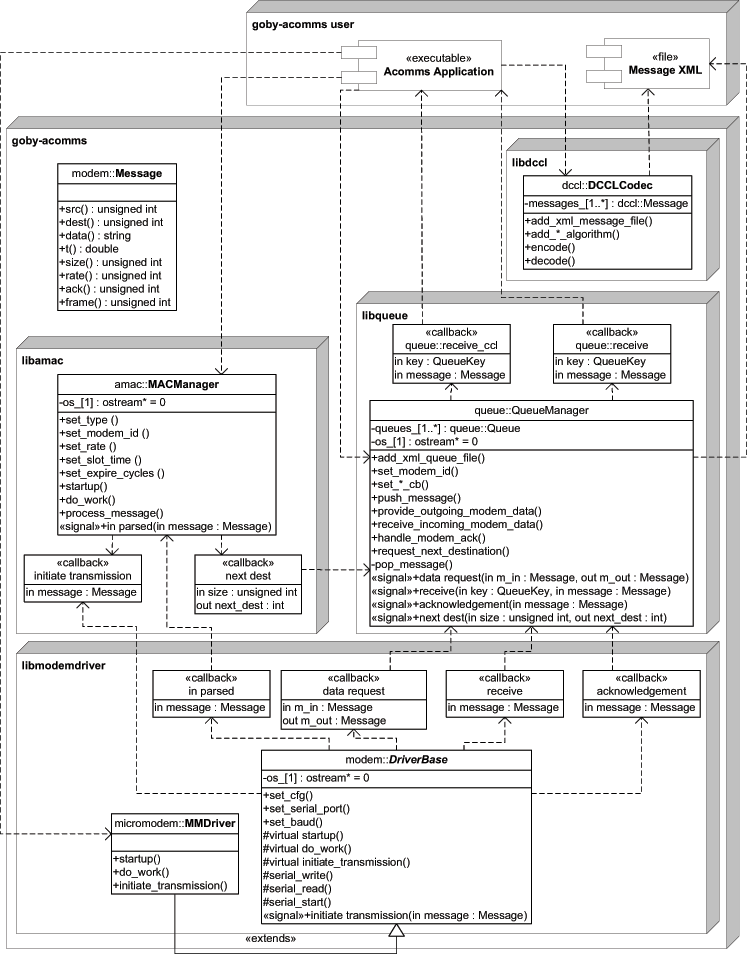 goby-acomms user
«executable»
Acomms Application
«file»
Message XML
goby-acomms
modem::Message
+src() : unsigned int
+dest() : unsigned int
+data() : string
+t() : double
+size() : unsigned int
+rate() : unsigned int
+ack() : unsigned int
+frame() : unsigned int
libdccl
dccl::DCCLCodec
-messages_[1..*] : dccl::Message
+add_xml_message_file()
+add_*_algorithm()
+encode()
+decode()
libqueue
«callback»
queue::receive_ccl
in key : QueueKey
in message : Message
«callback»
queue::receive
in key : QueueKey
in message : Message
queue::QueueManager
-queues_[1..*] : queue::Queue
-os_[1] : ostream* = 0
+add_xml_queue_file()
+set_modem_id()
+set_*_cb()
+push_message()
+provide_outgoing_modem_data()
+receive_incoming_modem_data()
+handle_modem_ack()
+request_next_destination()
-pop_message()
«signal»+data request(in m_in : Message, out m_out : Message)
«signal»+receive(in key : QueueKey, in message : Message)
«signal»+acknowledgement(in message : Message)
«signal»+next dest(in size : unsigned int, out next_dest : int)
libamac
amac::MACManager
-os_[1] : ostream* = 0
+set_type ()
+set_modem_id ()
+set_rate ()
+set_slot_time ()
+set_expire_cycles ()
+startup()
+do_work()
+process_message()
«signal»+in parsed(in message : Message)
«callback»
initiate transmission
in message : Message
«callback»
next dest
in size : unsigned int
out next_dest : int
libmodemdriver
«callback»
in parsed
in message : Message
«callback»
data request
in m_in : Message
out m_out : Message
«callback»
receive
in message : Message
«callback»
acknowledgement
in message : Message
modem::DriverBase
-os_[1] : ostream* = 0
+set_cfg()
+set_serial_port()
+set_baud()
#virtual startup()
#virtual do_work()
#virtual initiate_transmission()
#serial_write()
#serial_read()
#serial_start()
«signal»+initiate transmission(in message : Message)
micromodem::MMDriver
+startup()
+do_work()
+initiate_transmission()
«extends»